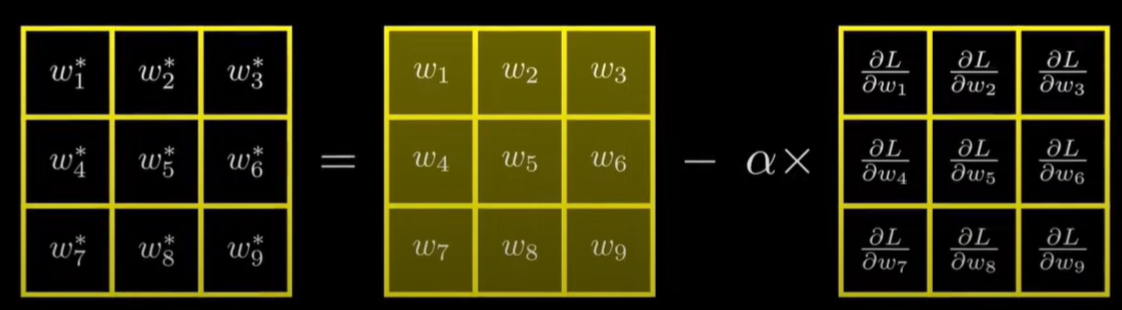 w₁* w₂* w₃* w₁ w₂ w₃ ∂L/∂w₁ ∂L/∂w₂ ∂L/∂w₃
w₄* w₅* w₆* = w₄ w₅ w₆ − α× ∂L/∂w₄ ∂L/∂w₅ ∂L/∂w₆
w₇* w₈* w₉* w₇ w₈ w₉ ∂L/∂w₇ ∂L/∂w₈ ∂L/∂w₉